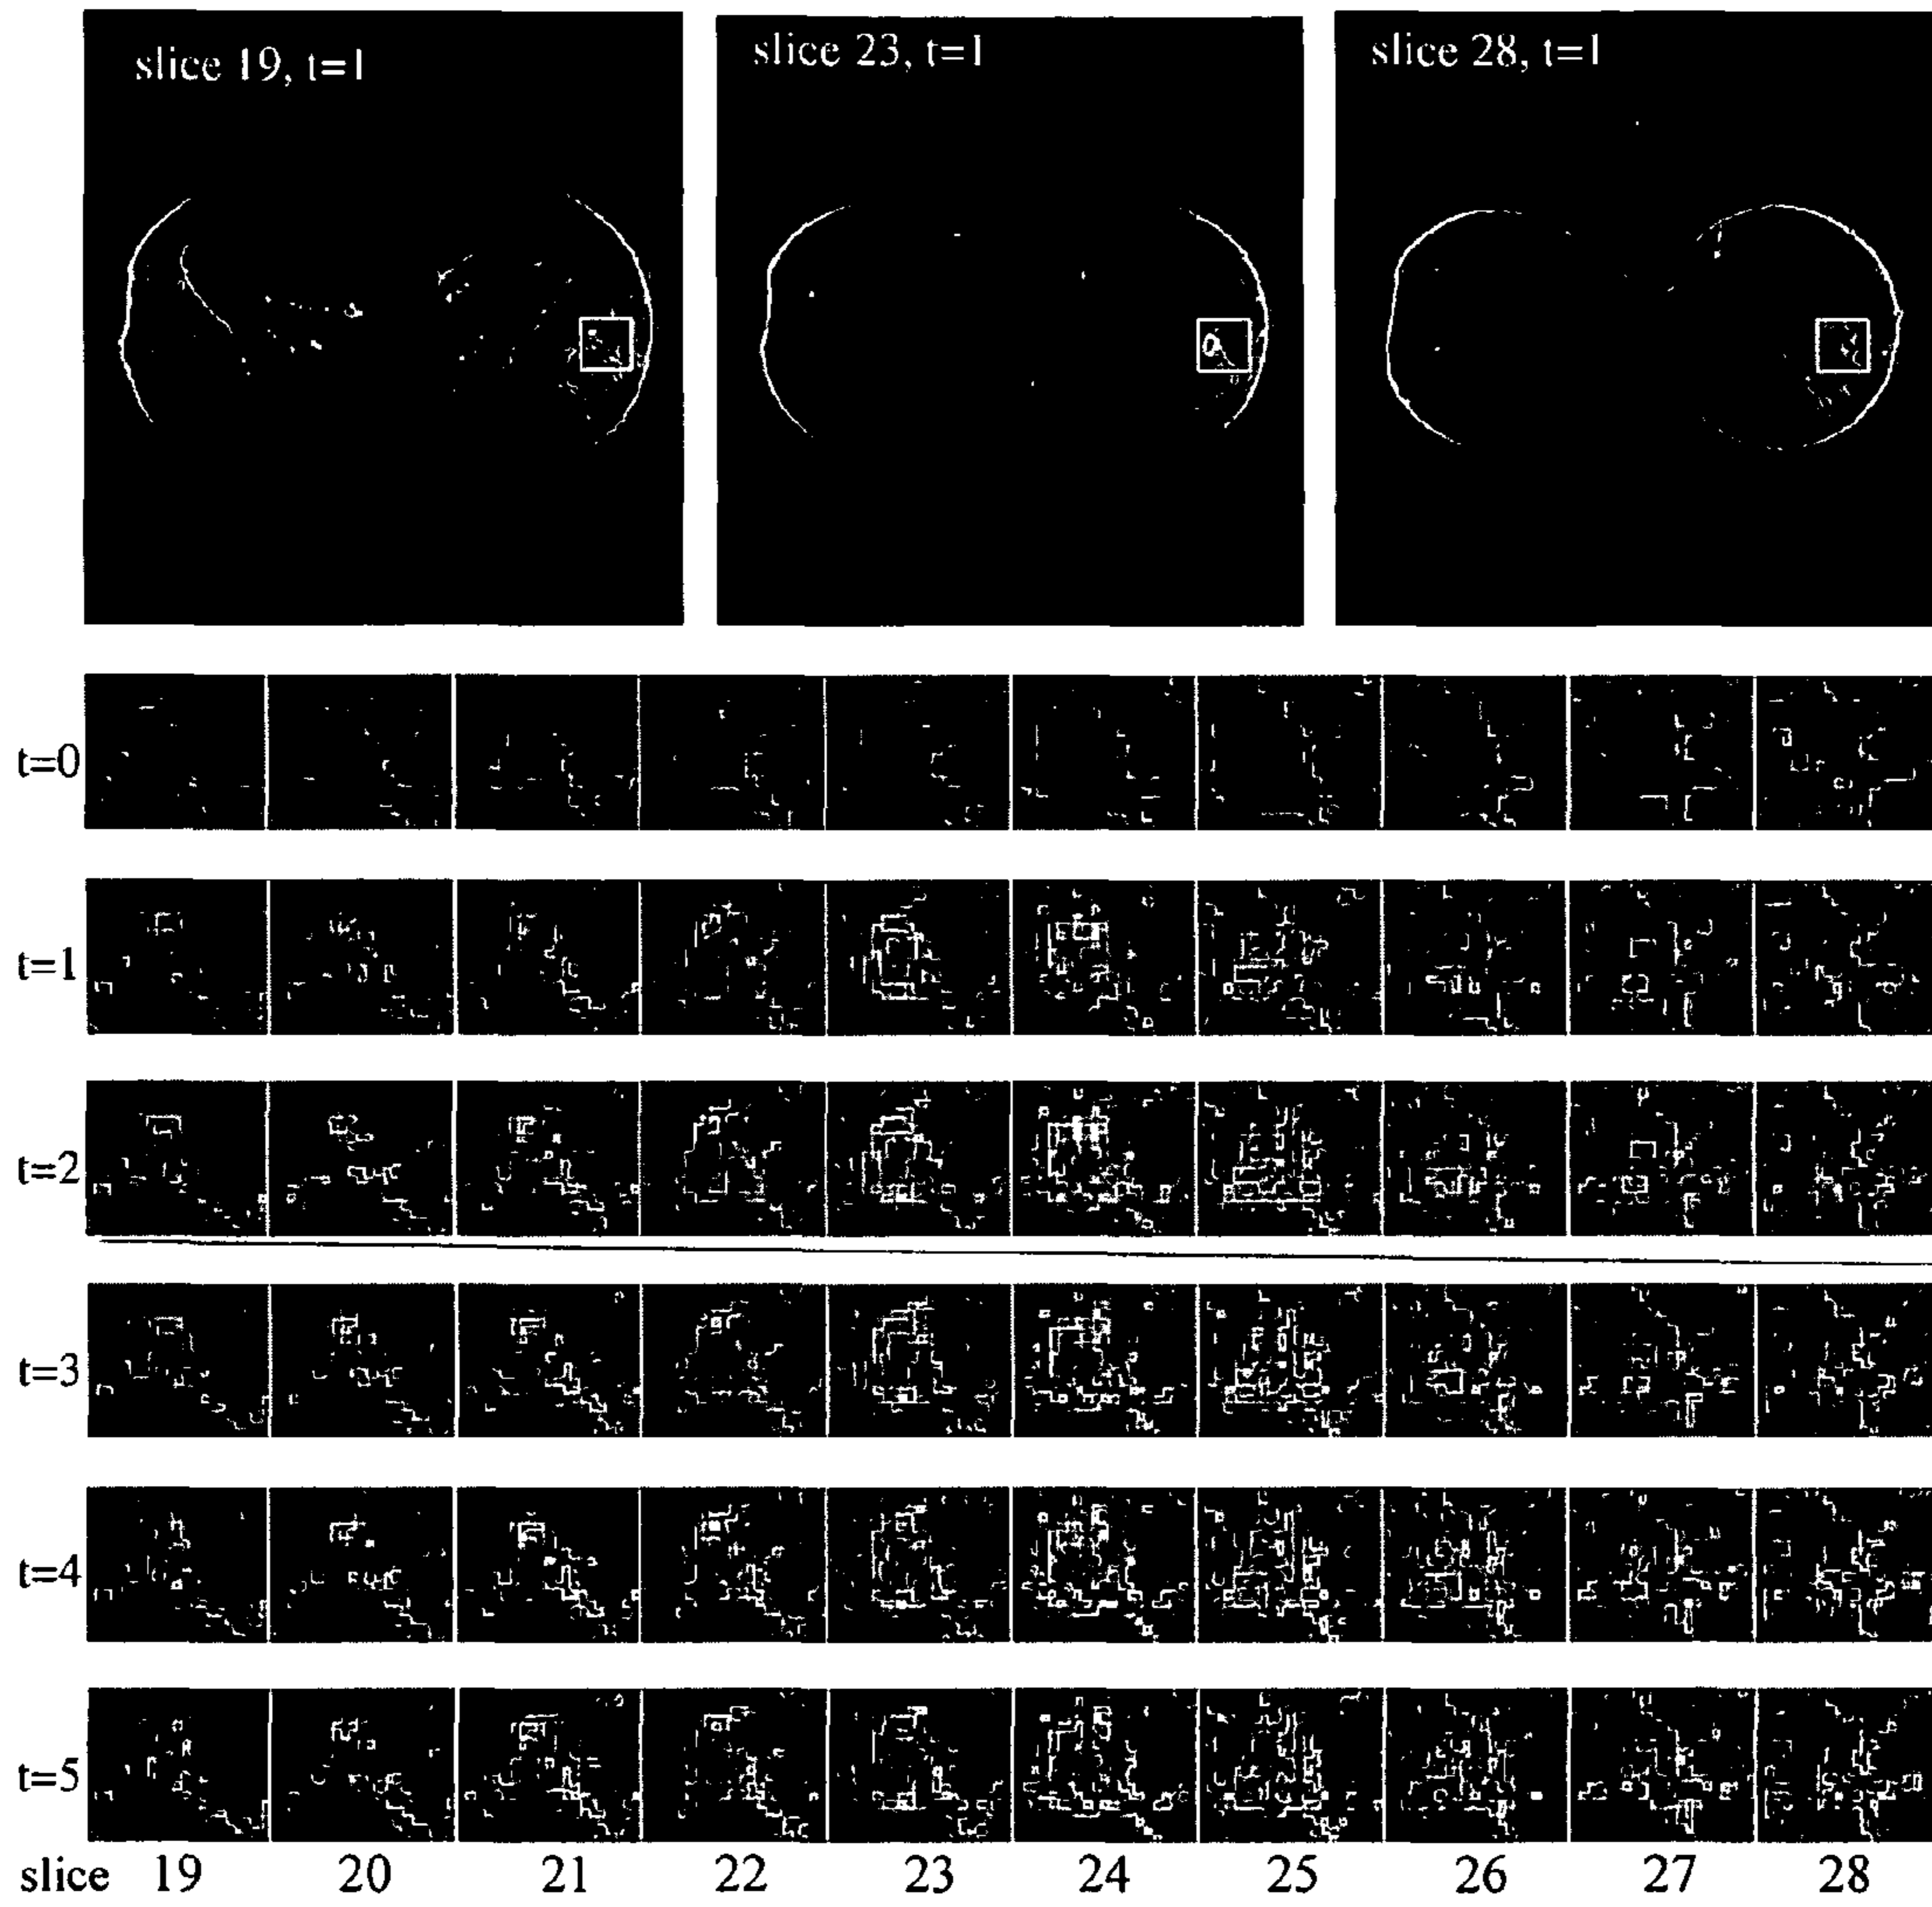 slice 19, t=1
slice 23, t=1
slice 28, t=1
t=0
t=1
t=2
t=3
t=4
t=5
slice 19 20 21 22 23 24 25 26 27 28